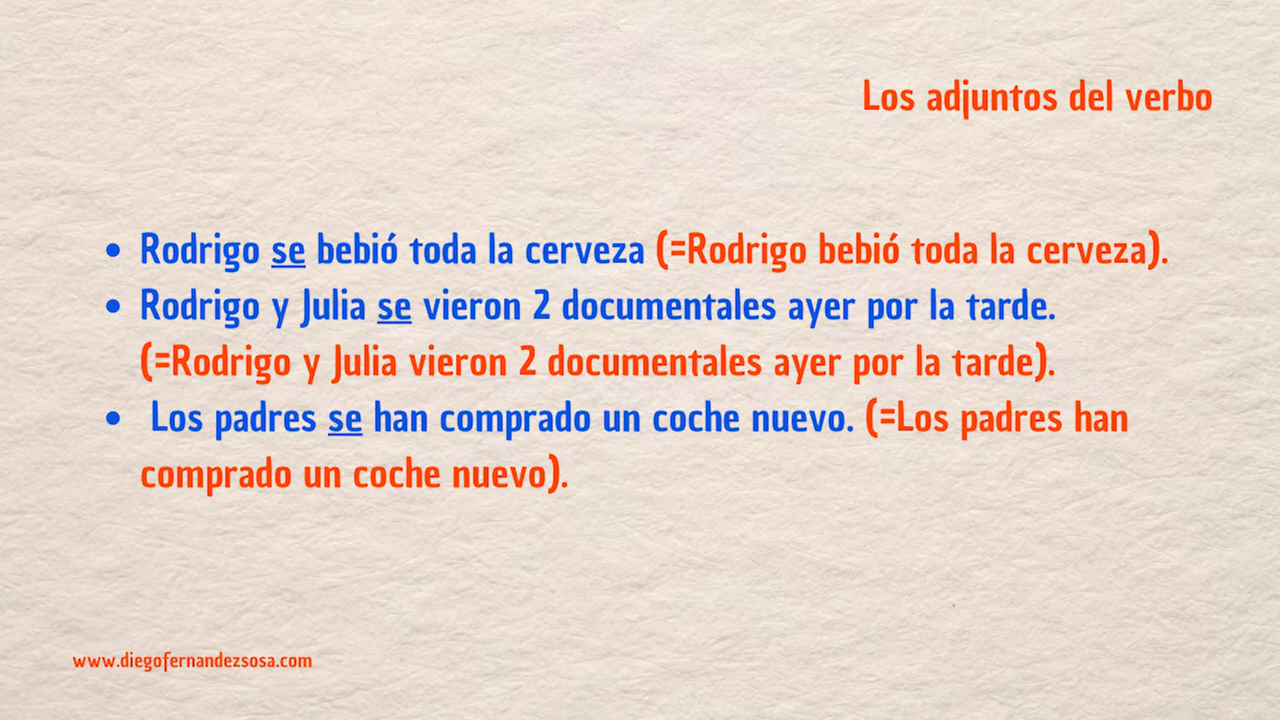 Los adjuntos del verbo
• Rodrigo se bebió toda la cerveza (=Rodrigo bebió toda la cerveza).
• Rodrigo y Julia se vieron 2 documentales ayer por la tarde.
(=Rodrigo y Julia vieron 2 documentales ayer por la tarde).
• Los padres se han comprado un coche nuevo. (=Los padres han
comprado un coche nuevo).
www.diegofernandezsosa.com